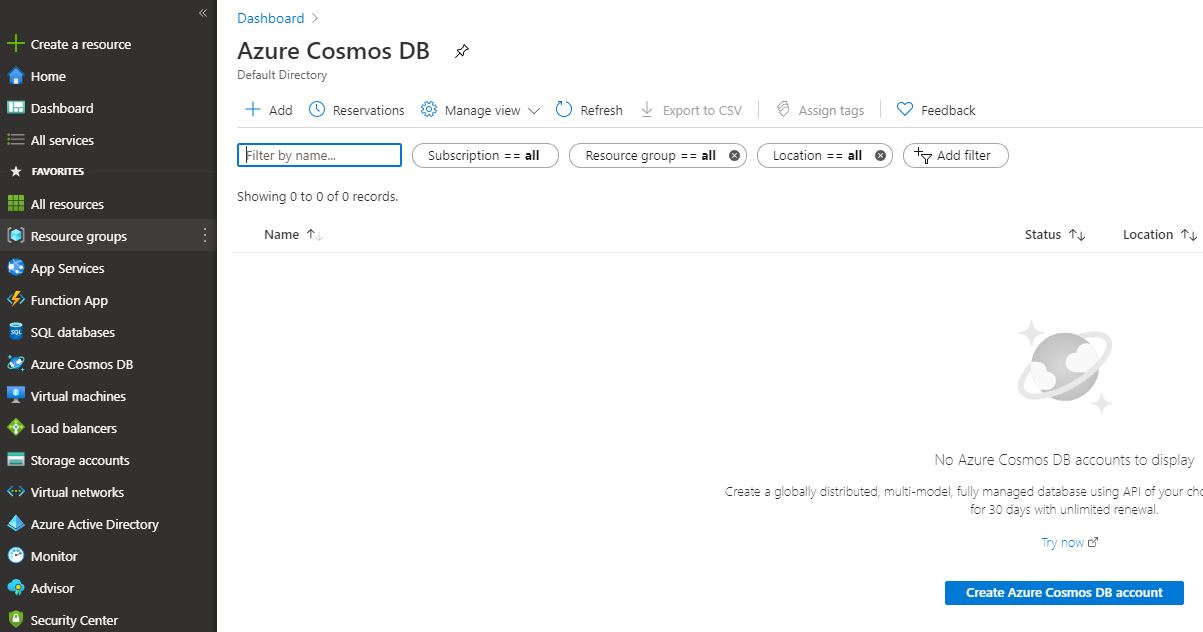 «
Create a resource
Home
Dashboard
All services
FAVORITES
All resources
Resource groups
App Services
Function App
SQL databases
Azure Cosmos DB
Virtual machines
Load balancers
Storage accounts
Virtual networks
Azure Active Directory
Monitor
Advisor
Security Center
Dashboard >
Azure Cosmos DB
Default Directory
Add Reservations Manage view Refresh Export to CSV Assign tags Feedback
Filter by name... Subscription == all Resource group == all Location == all Add filter
Showing 0 to 0 of 0 records.
Name ↑↓ Status ↑↓ Location ↑↓
No Azure Cosmos DB accounts to display
Create a globally distributed, multi-model, fully managed database using API of your
for 30 days with unlimited renewal.
Try now
Create Azure Cosmos DB account